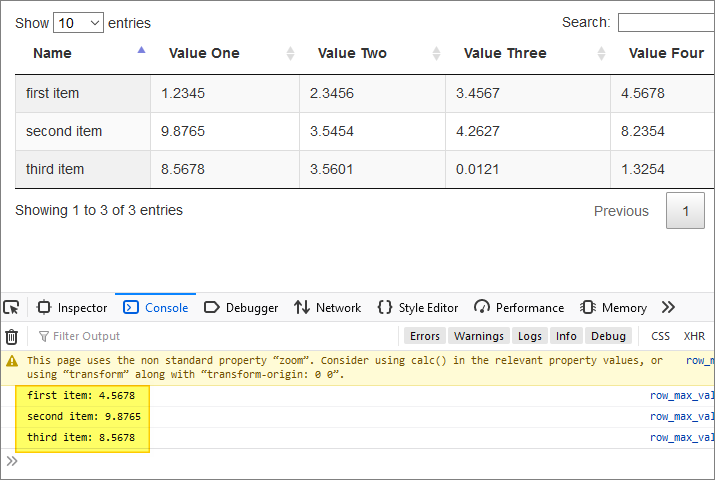 Show 10 entries Search:
Name Value One Value Two Value Three Value Four
first item 1.2345 2.3456 3.4567 4.5678
second item 9.8765 3.5454 4.2627 8.2354
third item 8.5678 3.5601 0.0121 1.3254
Showing 1 to 3 of 3 entries Previous 1
Inspector Console Debugger Network Style Editor Performance Memory
Filter Output Errors Warnings Logs Info Debug CSS XHR
This page uses the non standard property “zoom”. Consider using calc() in the relevant property values, or row_m
using “transform” along with “transform-origin: 0 0”.
first item: 4.5678 row_max_val
second item: 9.8765 row_max_val
third item: 8.5678 row_max_val